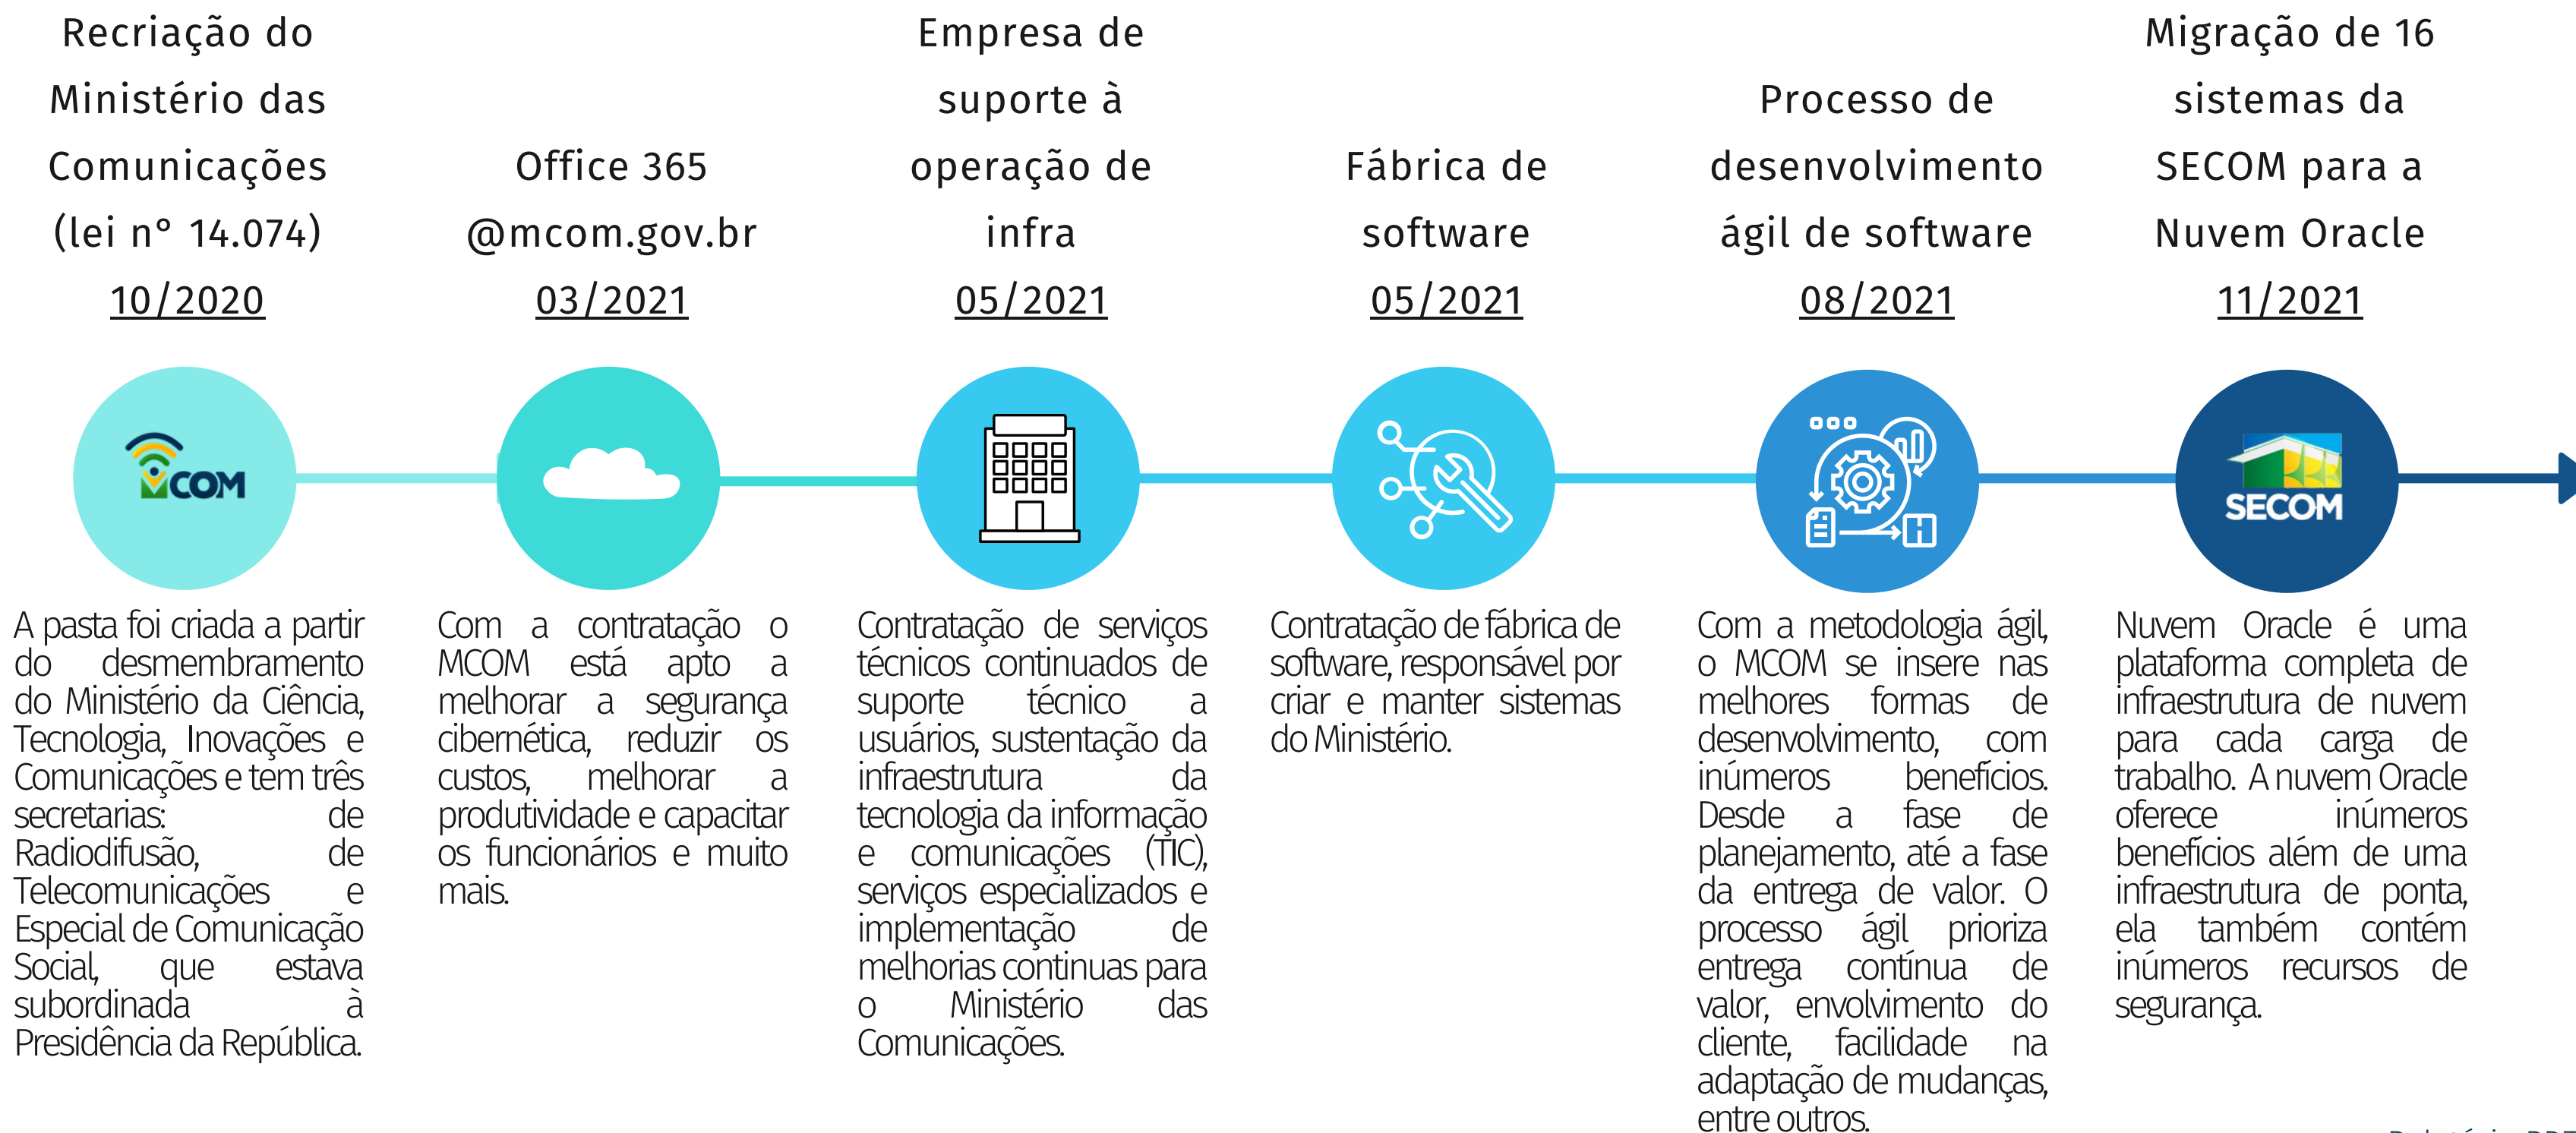 Recriação do
Ministério das
Comunicações
(lei n° 14.074)
10/2020
Office 365
@mcom.gov.br
03/2021
Empresa de
suporte à
operação de
infra
05/2021
Fábrica de
software
05/2021
Processo de
desenvolvimento
ágil de software
08/2021
Migração de 16
sistemas da
SECOM para a
Nuvem Oracle
11/2021
MCOM
SECOM
A pasta foi criada a partir
do desmembramento
do Ministério da Ciência,
Tecnologia, Inovações e
Comunicações e tem três
secretarias: de
Radiodifusão, de
Telecomunicações e
Especial de Comunicação
Social, que estava
subordinada à
Presidência da República.
Com a contratação o
MCOM está apto a
melhorar a segurança
cibernética, reduzir os
custos, melhorar a
produtividade e capacitar
os funcionários e muito
mais.
Contratação de serviços
técnicos continuados de
suporte técnico a
usuários, sustentação da
infraestrutura da
tecnologia da informação
e comunicações (TIC),
serviços especializados e
implementação de
melhorias continuas para
o Ministério das
Comunicações.
Contratação de fábrica de
software, responsável por
criar e manter sistemas
do Ministério.
Com a metodologia ágil,
o MCOM se insere nas
melhores formas de
desenvolvimento, com
inúmeros benefícios.
Desde a fase de
planejamento, até a fase
da entrega de valor. O
processo ágil prioriza
entrega contínua de
valor, envolvimento do
cliente, facilidade na
adaptação de mudanças,
entre outros.
Nuvem Oracle é uma
plataforma completa de
infraestrutura de nuvem
para cada carga de
trabalho. A nuvem Oracle
oferece inúmeros
benefícios além de uma
infraestrutura de ponta,
ela também contém
inúmeros recursos de
segurança.